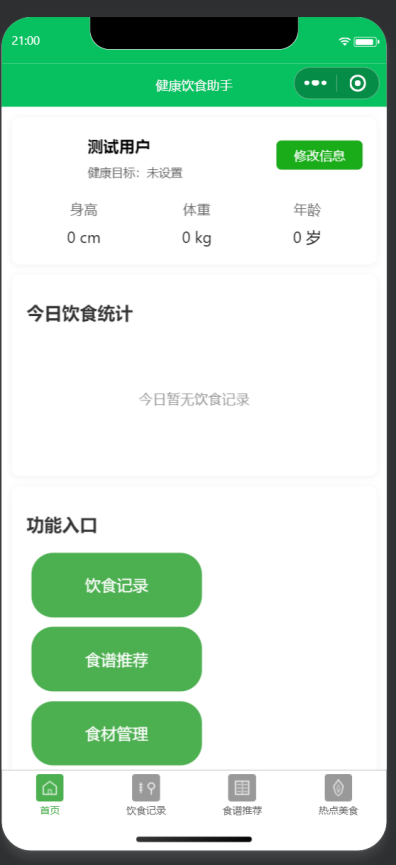 21:00
健康饮食助手
测试用户
健康目标：未设置
修改信息
身高 体重 年龄
0 cm 0 kg 0 岁
今日饮食统计
今日暂无饮食记录
功能入口
饮食记录
食谱推荐
食材管理
首页 饮食记录 食谱推荐 热点美食